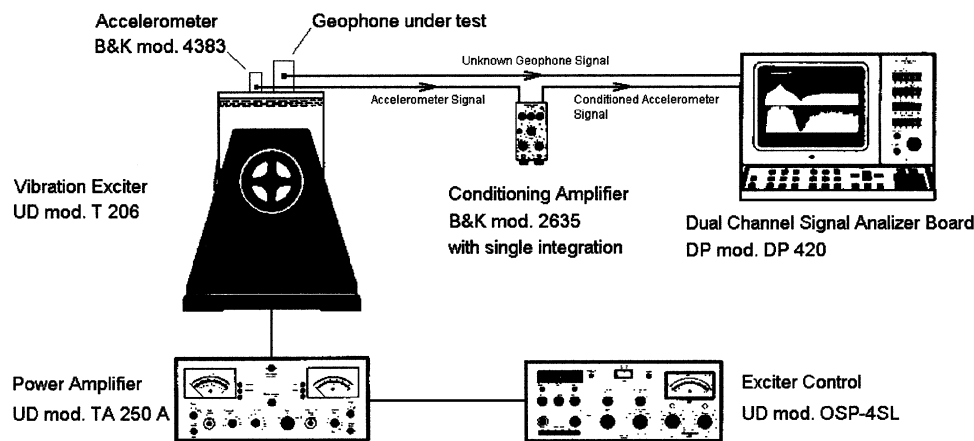 Accelerometer
B&K mod. 4383
Geophone under test
Unknown Geophone Signal
Accelerometer Signal
Conditioned Accelerometer
Signal
Vibration Exciter
UD mod. T 206
Conditioning Amplifier
B&K mod. 2635
with single integration
Dual Channel Signal Analizer Board
DP mod. DP 420
Power Amplifier
UD mod. TA 250 A
Exciter Control
UD mod. OSP-4SL